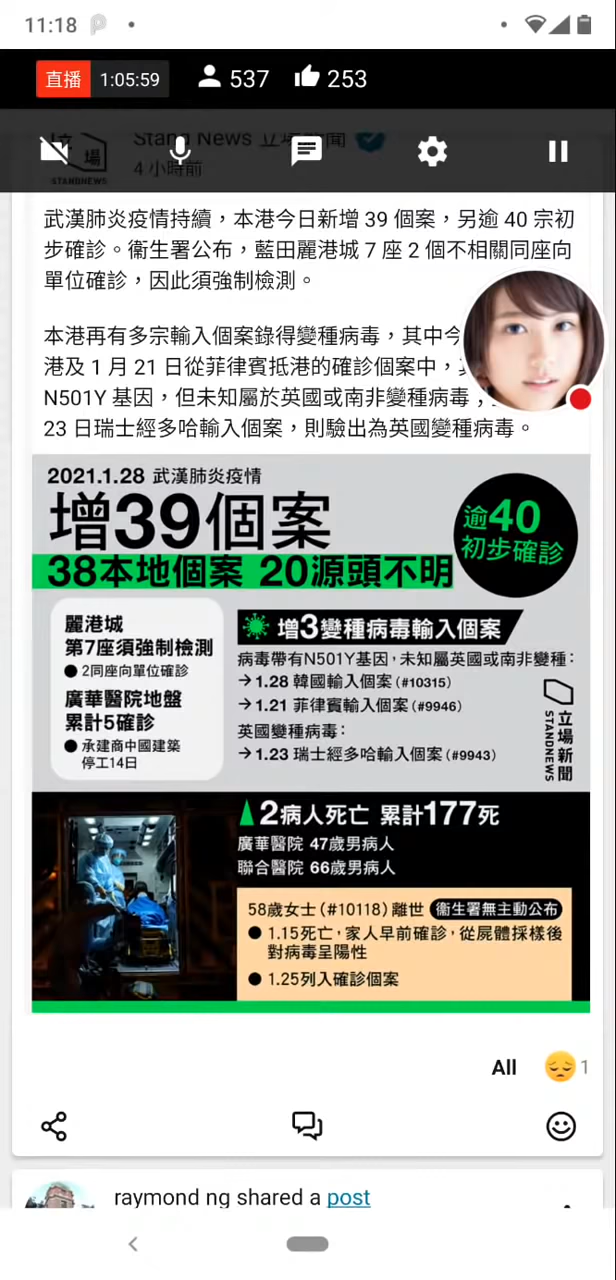 11:18
直播 1:05:59 537 253
Stand News 立場新聞
4 小時前
立場
STANDNEWS
武漢肺炎疫情持續，本港今日新增 39 個案，另逾 40 宗初
步確診。衞生署公布，藍田麗港城 7 座 2 個不相關同座向
單位確診，因此須強制檢測。
本港再有多宗輸入個案錄得變種病毒，其中今
港及 1 月 21 日從菲律賓抵港的確診個案中，
N501Y 基因，但未知屬於英國或南非變種病毒；
23 日瑞士經多哈輸入個案，則驗出為英國變種病毒。
2021.1.28 武漢肺炎疫情
增39個案
38本地個案 20源頭不明
逾40
初步確診
麗港城
第7座須強制檢測
●2同座向單位確診
廣華醫院地盤
累計5確診
●承建商中國建築
停工14日
增3變種病毒輸入個案
病毒帶有N501Y基因，未知屬英國或南非變種：
→1.28 韓國輸入個案(#10315)
→1.21 菲律賓輸入個案(#9946)
英國變種病毒：
→1.23 瑞士經多哈輸入個案(#9943)
立場新聞
STANDNEWS
▲2病人死亡 累計177死
廣華醫院 47歲男病人
聯合醫院 66歲男病人
58歲女士(#10118)離世 衞生署無主動公布
●1.15死亡，家人早前確診，從屍體採樣後
對病毒呈陽性
●1.25列入確診個案
All 1
raymond ng shared a post